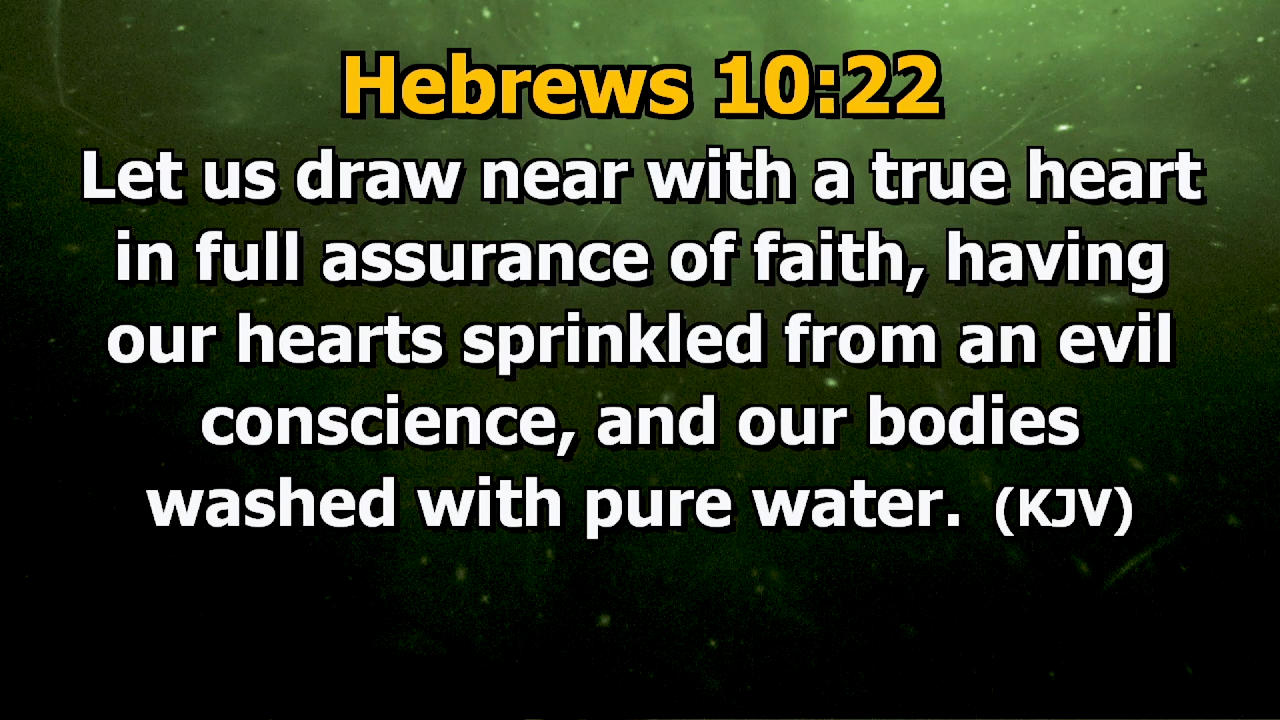 Hebrews 10:22
Let us draw near with a true heart
in full assurance of faith, having
our hearts sprinkled from an evil
conscience, and our bodies
washed with pure water. (KJV)